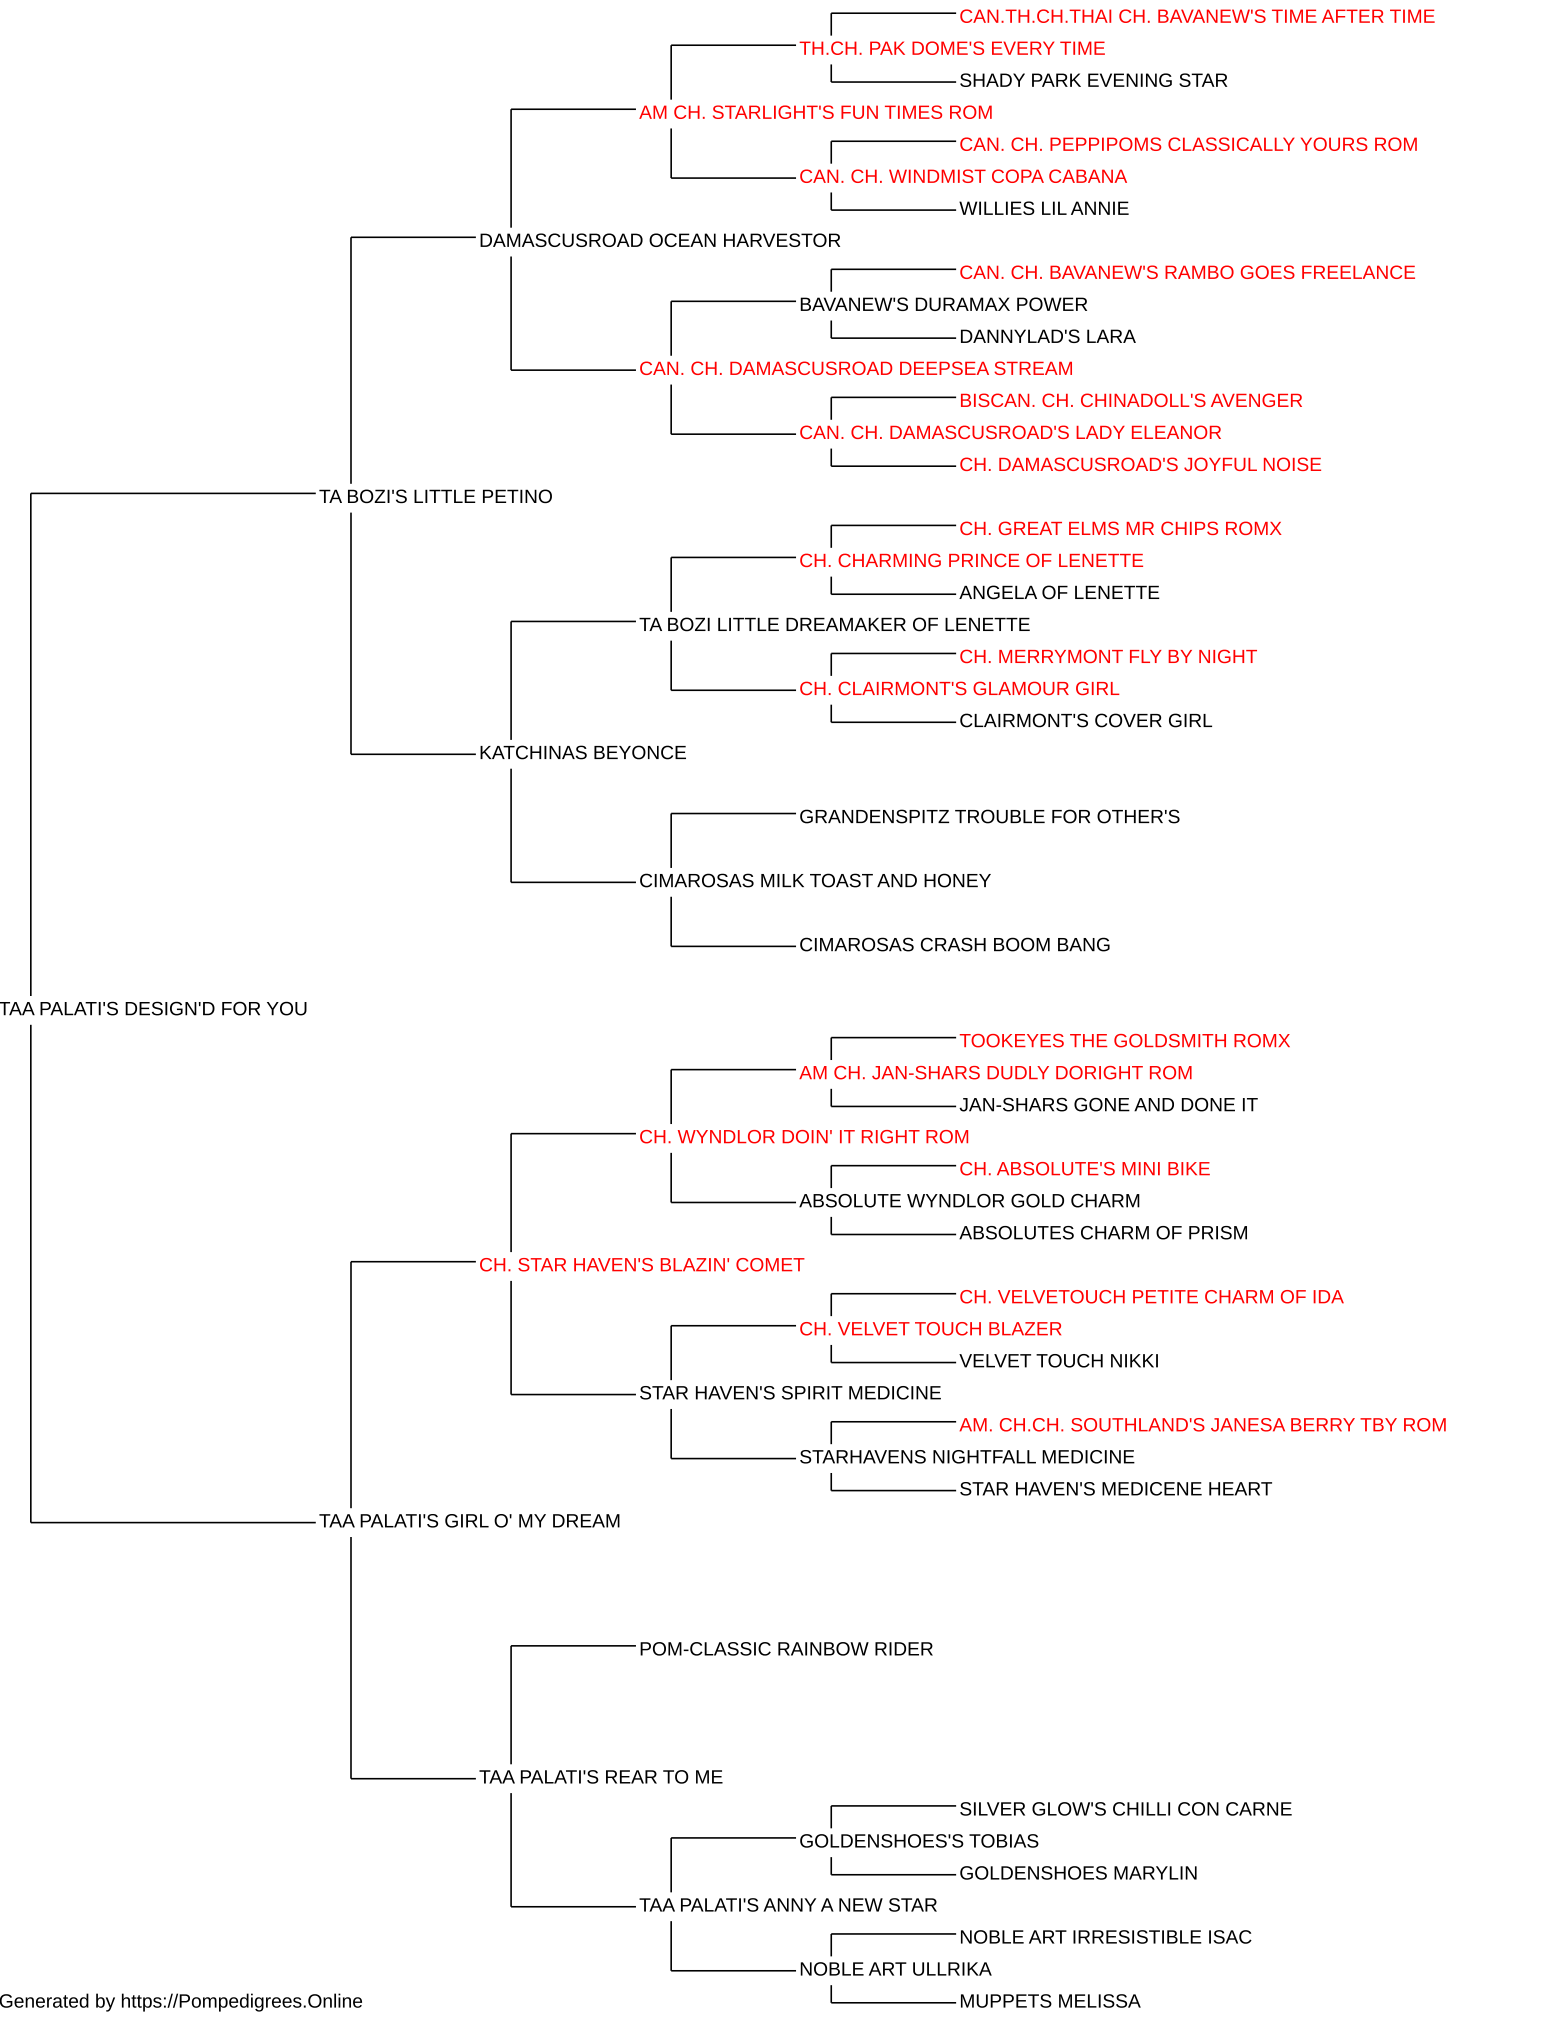 CAN.TH.CH.THAI CH. BAVANEW'S TIME AFTER TIME
TH.CH. PAK DOME'S EVERY TIME
SHADY PARK EVENING STAR
AM CH. STARLIGHT'S FUN TIMES ROM
CAN. CH. PEPPIPOMS CLASSICALLY YOURS ROM
CAN. CH. WINDMIST COPA CABANA
WILLIES LIL ANNIE
DAMASCUSROAD OCEAN HARVESTOR
CAN. CH. BAVANEW'S RAMBO GOES FREELANCE
BAVANEW'S DURAMAX POWER
DANNYLAD'S LARA
CAN. CH. DAMASCUSROAD DEEPSEA STREAM
BISCAN. CH. CHINADOLL'S AVENGER
CAN. CH. DAMASCUSROAD'S LADY ELEANOR
CH. DAMASCUSROAD'S JOYFUL NOISE
TA BOZI'S LITTLE PETINO
CH. GREAT ELMS MR CHIPS ROMX
CH. CHARMING PRINCE OF LENETTE
ANGELA OF LENETTE
TA BOZI LITTLE DREAMAKER OF LENETTE
CH. MERRYMONT FLY BY NIGHT
CH. CLAIRMONT'S GLAMOUR GIRL
CLAIRMONT'S COVER GIRL
KATCHINAS BEYONCE
GRANDENSPITZ TROUBLE FOR OTHER'S
CIMAROSAS MILK TOAST AND HONEY
CIMAROSAS CRASH BOOM BANG
TAA PALATI'S DESIGN'D FOR YOU
TOOKEYES THE GOLDSMITH ROMX
AM CH. JAN-SHARS DUDLY DORIGHT ROM
JAN-SHARS GONE AND DONE IT
CH. WYNDLOR DOIN' IT RIGHT ROM
CH. ABSOLUTE'S MINI BIKE
ABSOLUTE WYNDLOR GOLD CHARM
ABSOLUTES CHARM OF PRISM
CH. STAR HAVEN'S BLAZIN' COMET
CH. VELVETOUCH PETITE CHARM OF IDA
CH. VELVET TOUCH BLAZER
VELVET TOUCH NIKKI
STAR HAVEN'S SPIRIT MEDICINE
AM. CH.CH. SOUTHLAND'S JANESA BERRY TBY ROM
STARHAVENS NIGHTFALL MEDICINE
STAR HAVEN'S MEDICENE HEART
TAA PALATI'S GIRL O' MY DREAM
POM-CLASSIC RAINBOW RIDER
TAA PALATI'S REAR TO ME
SILVER GLOW'S CHILLI CON CARNE
GOLDENSHOES'S TOBIAS
GOLDENSHOES MARYLIN
TAA PALATI'S ANNY A NEW STAR
NOBLE ART IRRESISTIBLE ISAC
NOBLE ART ULLRIKA
MUPPETS MELISSA
Generated by https://Pompedigrees.Online